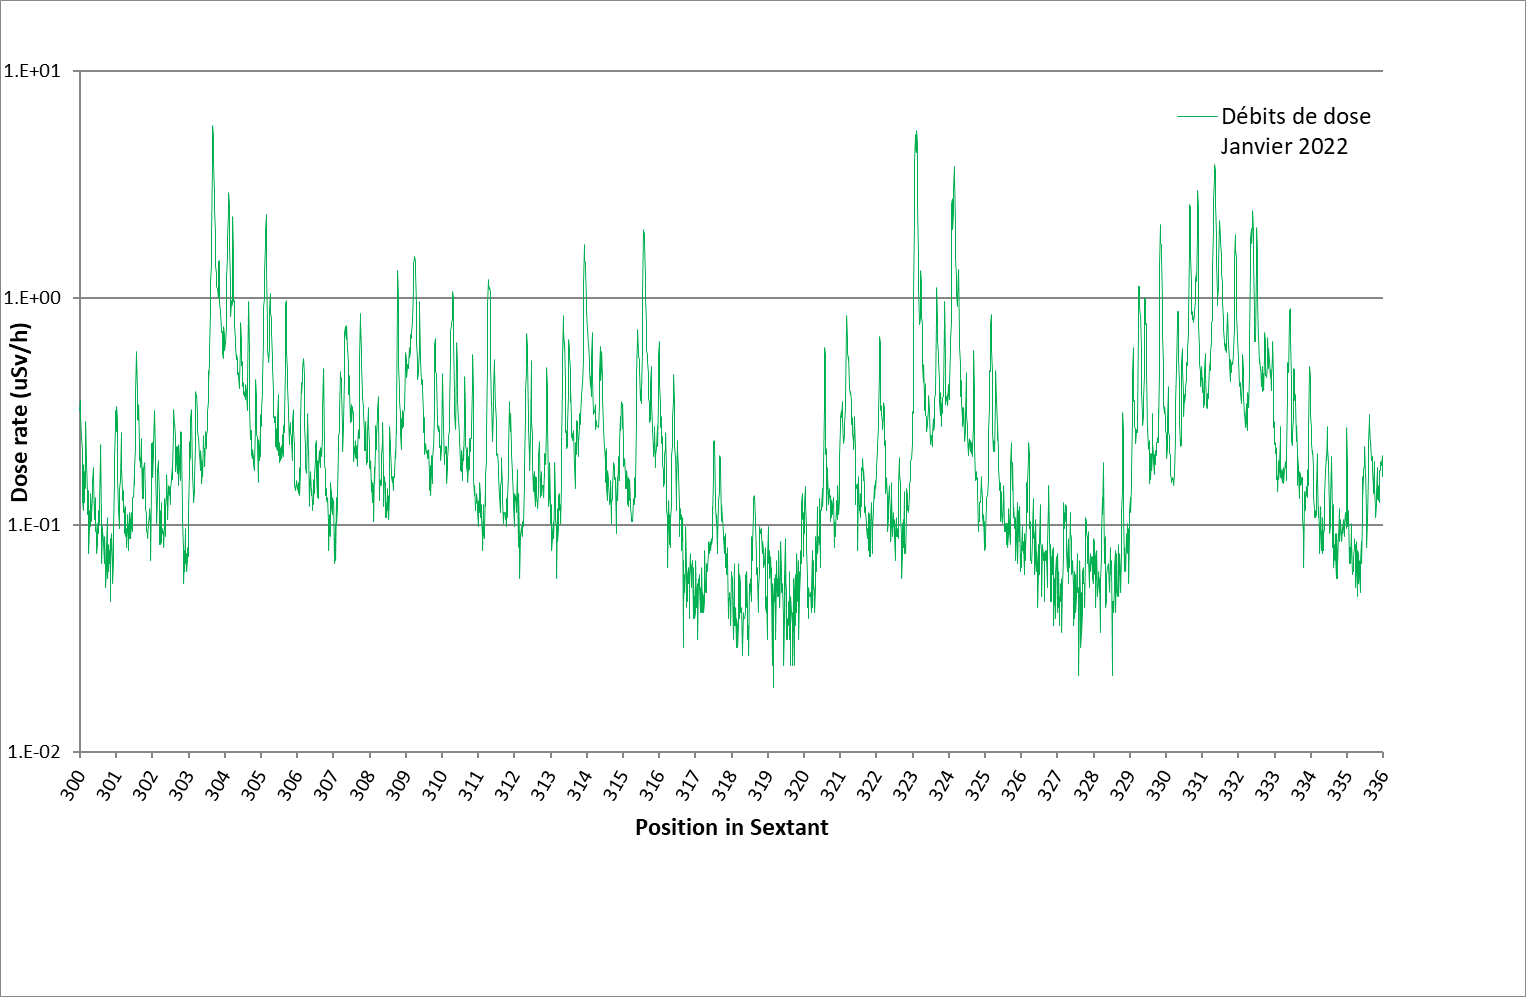 1.E+01
Débits de dose
Janvier 2022
1.E+00
1.E-01
1.E-02
Dose rate (uSv/h)
300 301 302 303 304 305 306 307 308 309 310 311 312 313 314 315 316 317 318 319 320 321 322 323 324 325 326 327 328 329 330 331 332 333 334 335 336
Position in Sextant